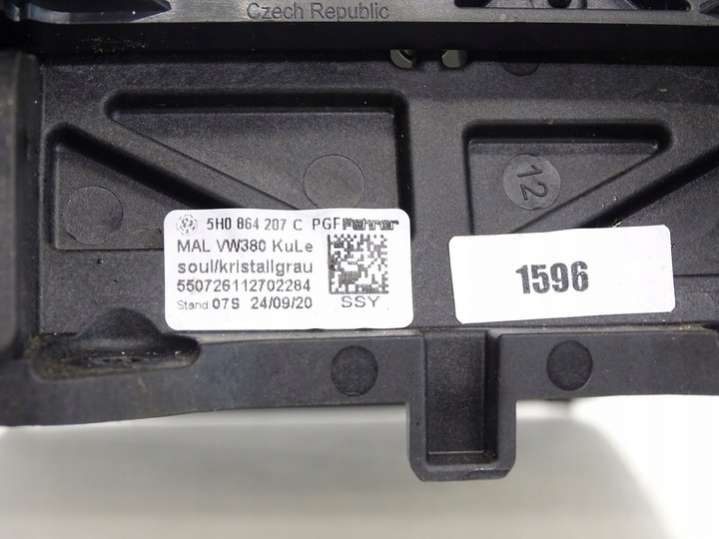 Czech Republic
12
5H0 864 207 C PGF Fehrer
MAL VW380 KuLe
soul/kristallgrau
550726112702284
Stand: 07S 24/09/20
SSY
1596